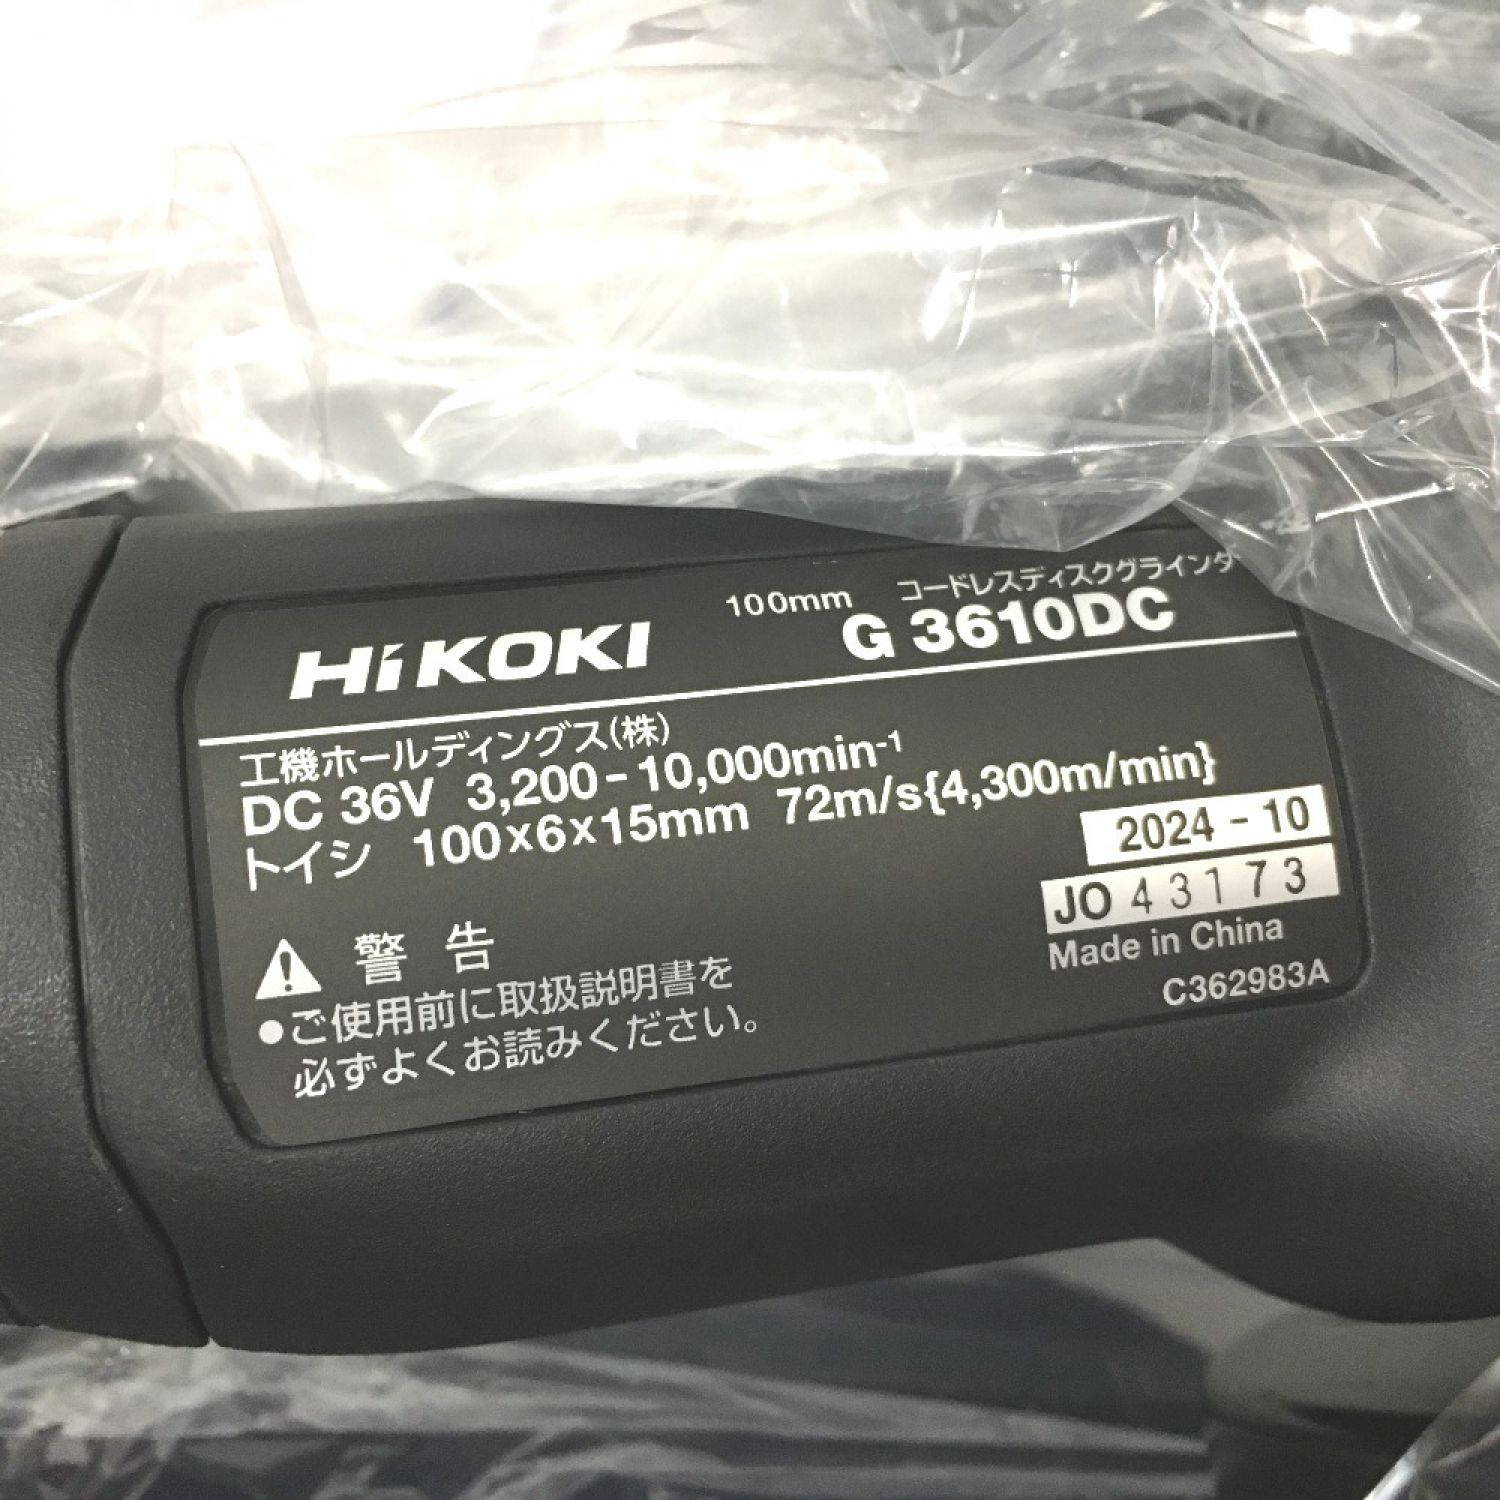 HiKOKI
100mm コードレスディスクグラインダ
G 3610DC
工機ホールディングス(株)
DC 36V 3,200-10,000min-1
トイシ 100×6×15mm 72m/s{4,300m/min}
2024-10
JO 43173
Made in China
C362983A
警告
●ご使用前に取扱説明書を
必ずよくお読みください。